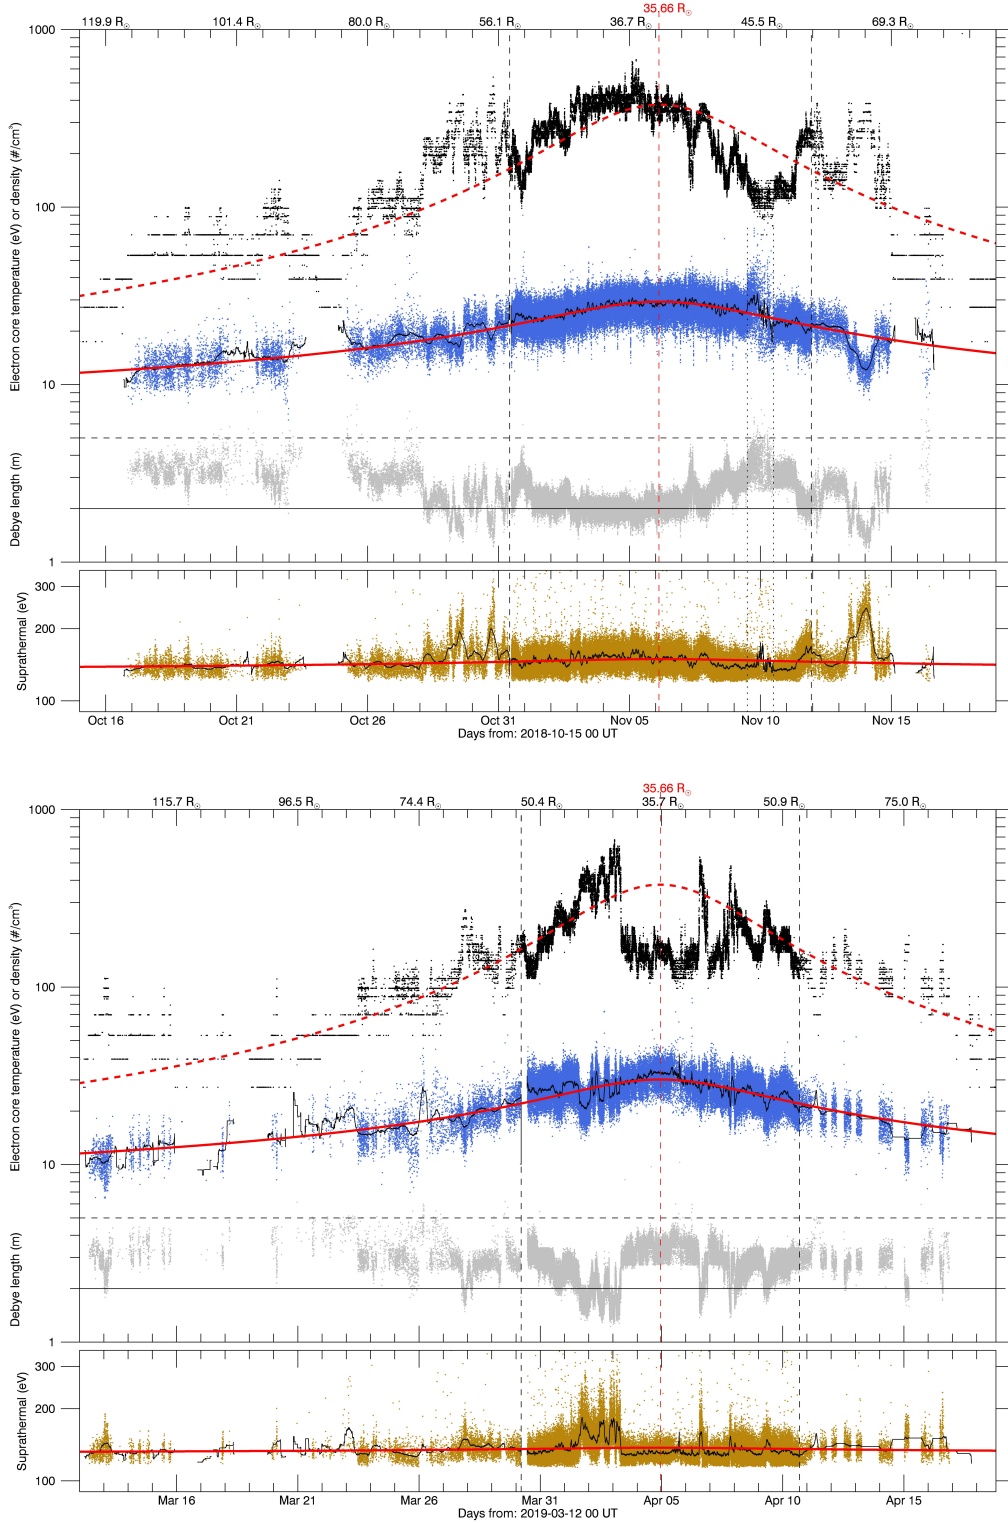 35.66 R☉
119.9 R☉ 101.4 R☉ 80.0 R☉ 56.1 R☉ 36.7 R☉ 45.5 R☉ 69.3 R☉
1000
100
10
1
Electron core temperature (eV) or density (#/cm³)
Debye length (m)
300
200
100
Suprathermal (eV)
Oct 16 Oct 21 Oct 26 Oct 31 Nov 05 Nov 10 Nov 15
Days from: 2018-10-15 00 UT
35.66 R☉
115.7 R☉ 96.5 R☉ 74.4 R☉ 50.4 R☉ 35.7 R☉ 50.9 R☉ 75.0 R☉
1000
100
10
1
Electron core temperature (eV) or density (#/cm³)
Debye length (m)
300
200
100
Suprathermal (eV)
Mar 16 Mar 21 Mar 26 Mar 31 Apr 05 Apr 10 Apr 15
Days from: 2019-03-12 00 UT